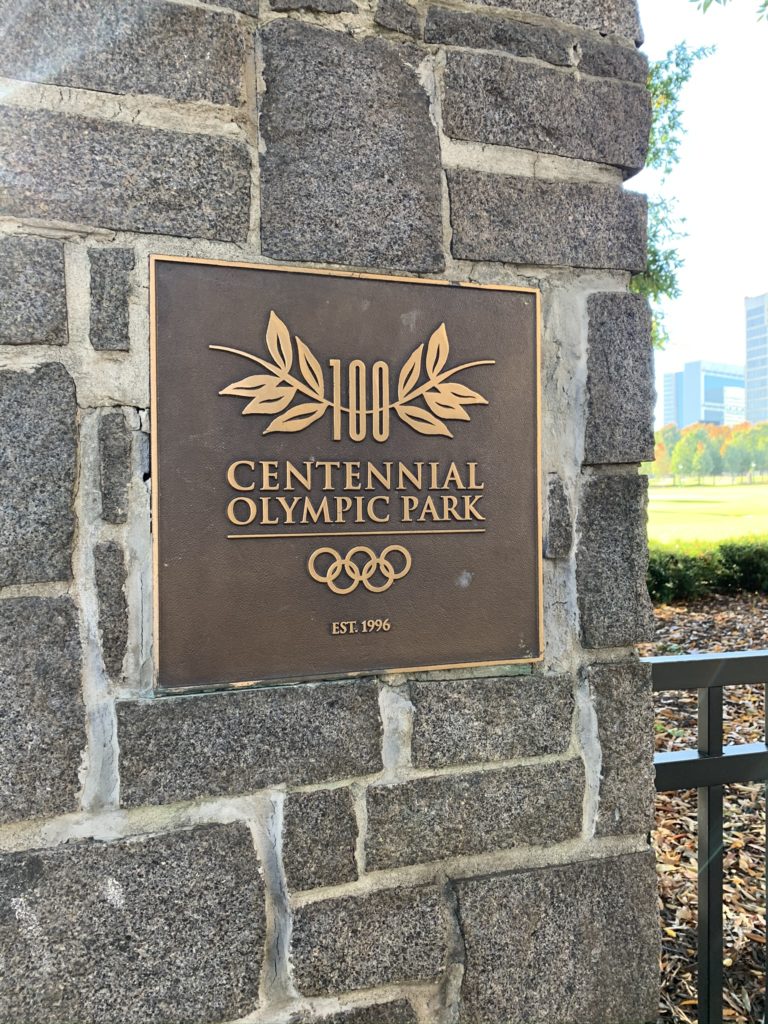 100
CENTENNIAL
OLYMPIC PARK
EST. 1996